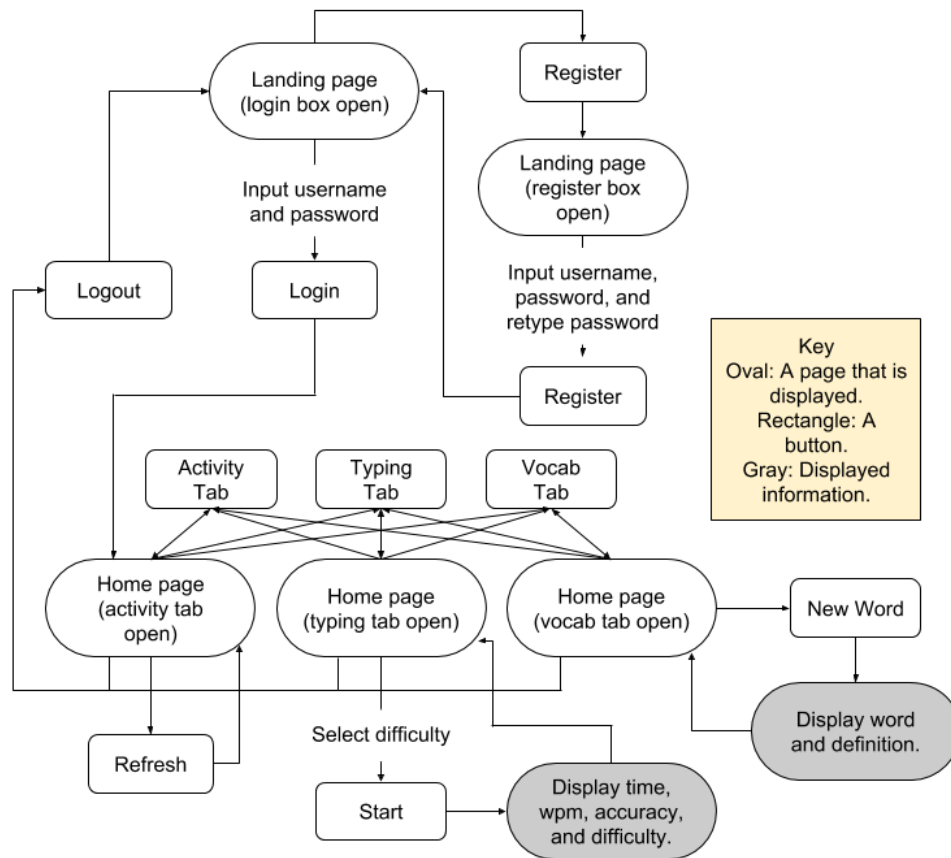 Landing page
(login box open)
Register
Landing page
(register box
open)
Input username
and password
Logout
Login
Input username,
password, and
retype password
Register
Key
Oval: A page that is
displayed.
Rectangle: A
button.
Gray: Displayed
information.
Activity
Tab
Typing
Tab
Vocab
Tab
Home page
(activity tab
open)
Home page
(typing tab open)
Home page
(vocab tab open)
New Word
Display word
and definition.
Select difficulty
Refresh
Start
Display time,
wpm, accuracy,
and difficulty.